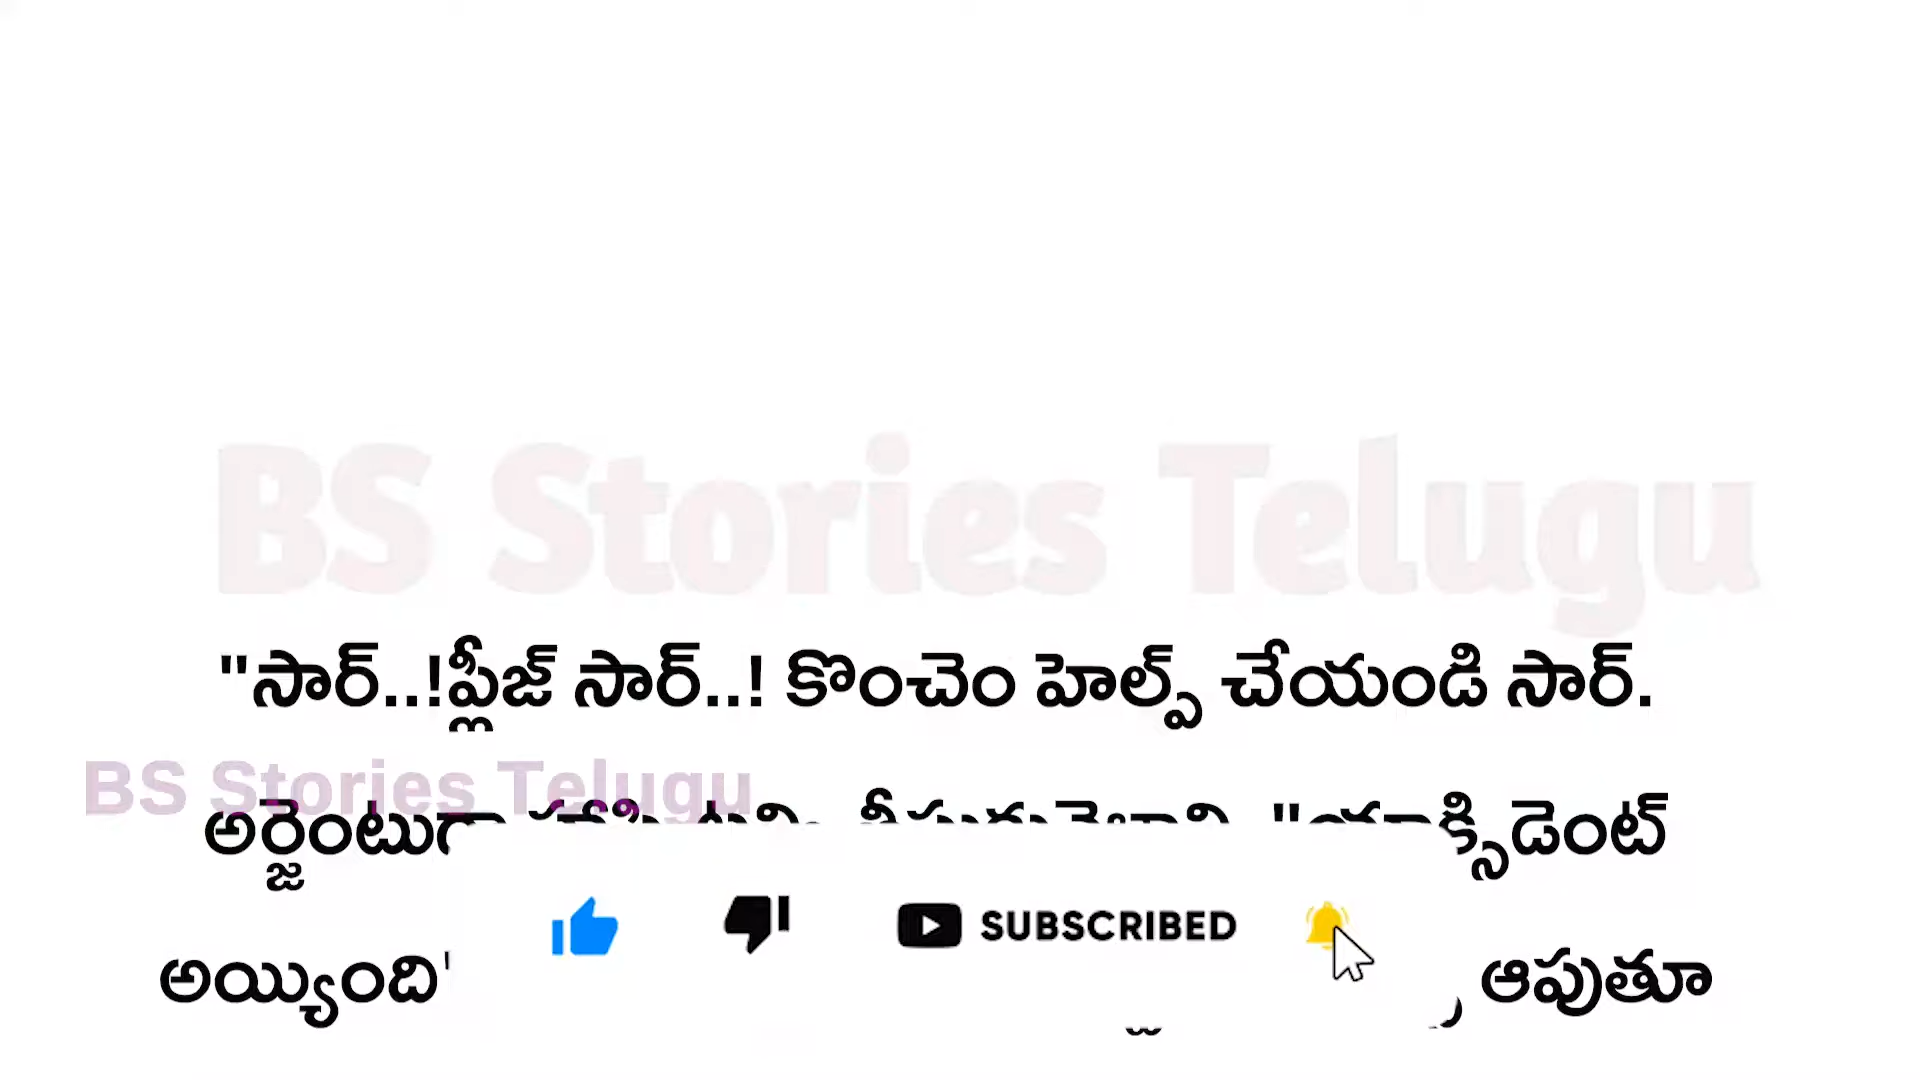 BS Stories Telugu
"సార్..!ప్లీజ్ సార్..! కొంచెం హెల్ప్ చేయండి సార్.
BS Stories Telugu
అర్జెంటుగా "యాక్సిడెంట్
SUBSCRIBED
అయ్యింది" ఆపుతూ